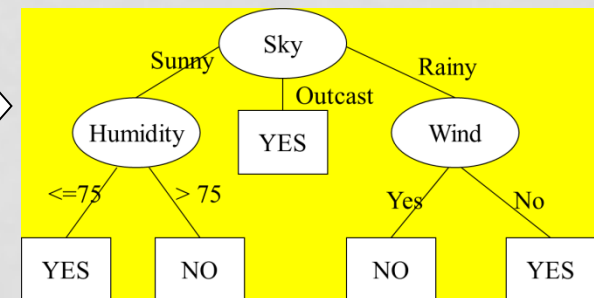 Sky
Sunny
Rainy
Outcast
Humidity
YES
Wind
<=75
> 75
Yes
No
YES
NO
NO
YES